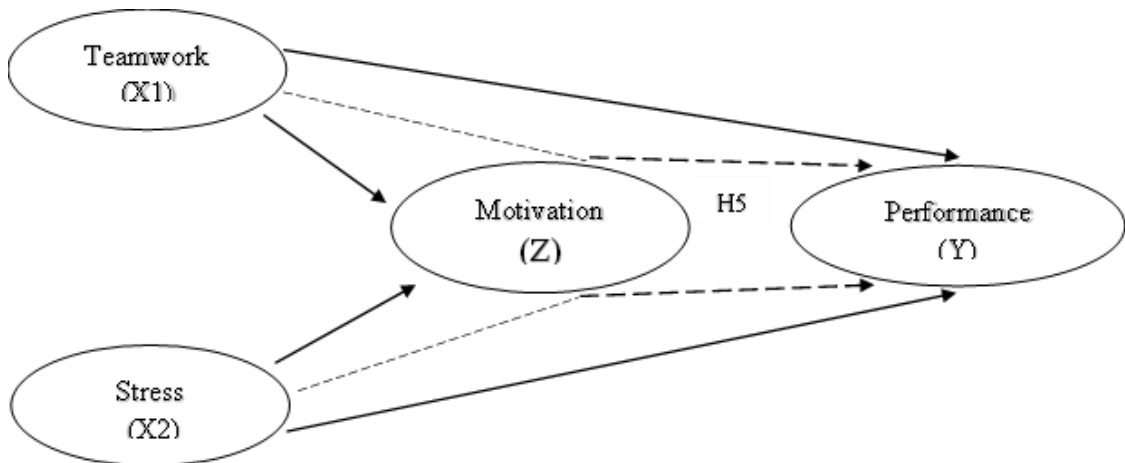 Teamwork
(X1)
Motivation
(Z)
H5
Performance
(Y)
Stress
(X2)